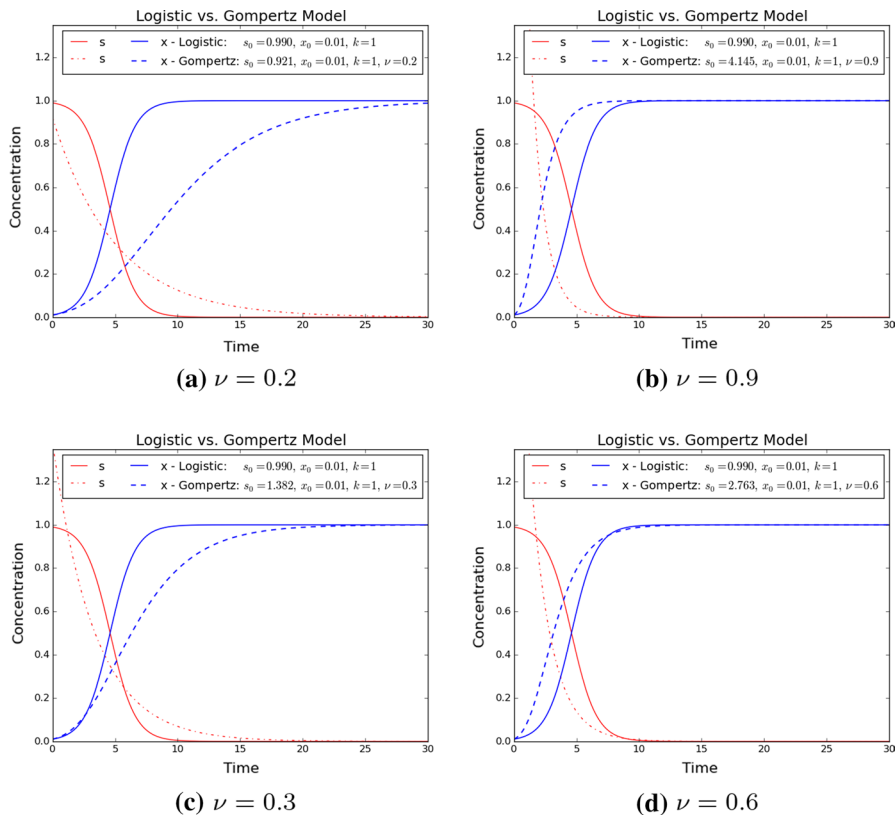 Logistic vs. Gompertz Model
s x - Logistic: s₀ =0.990, x₀ =0.01, k=1
s x - Gompertz: s₀ =0.921, x₀ =0.01, k=1, ν=0.2
Concentration
1.2
1.0
0.8
0.6
0.4
0.2
0.0
0 5 10 15 20 25 30
Time
(a) ν = 0.2
Logistic vs. Gompertz Model
s x - Logistic: s₀ =0.990, x₀ =0.01, k=1
s x - Gompertz: s₀ =4.145, x₀ =0.01, k=1, ν=0.9
Concentration
1.2
1.0
0.8
0.6
0.4
0.2
0.0
0 5 10 15 20 25 30
Time
(b) ν = 0.9
Logistic vs. Gompertz Model
s x - Logistic: s₀ =0.990, x₀ =0.01, k=1
s x - Gompertz: s₀ =1.382, x₀ =0.01, k=1, ν=0.3
Concentration
1.2
1.0
0.8
0.6
0.4
0.2
0.0
0 5 10 15 20 25 30
Time
(c) ν = 0.3
Logistic vs. Gompertz Model
s x - Logistic: s₀ =0.990, x₀ =0.01, k=1
s x - Gompertz: s₀ =2.763, x₀ =0.01, k=1, ν=0.6
Concentration
1.2
1.0
0.8
0.6
0.4
0.2
0.0
0 5 10 15 20 25 30
Time
(d) ν = 0.6